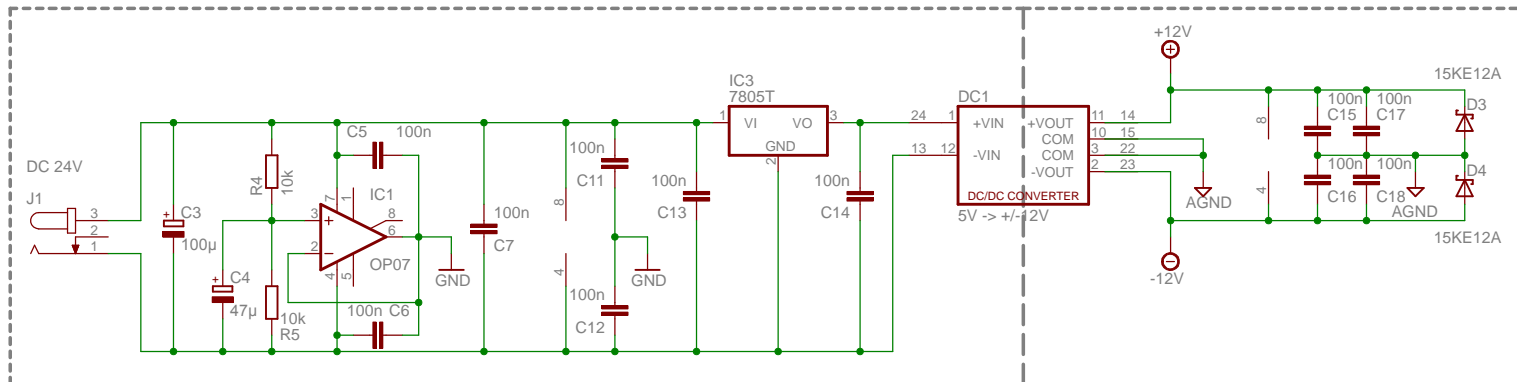 DC 24V
J1
3
2
1
C3
100µ
R4
10k
C4
47µ
10k
R5
C5
100n
7
1
IC1
3
8
2
6
4
5
OP07
100n
C6
GND
100n
C7
8
4
100n
C11
GND
100n
C12
100n
C13
IC3
7805T
1
VI
VO
3
GND
2
100n
C14
24
13
DC1
1
+VIN
12
-VIN
+VOUT
11
14
COM
10
15
COM
3
22
-VOUT
2
23
DC/DC CONVERTER
5V -> +/-12V
AGND
+12V
-12V
8
4
100n
C15
100n
C17
100n
C16
100n
C18
AGND
15KE12A
D3
D4
15KE12A